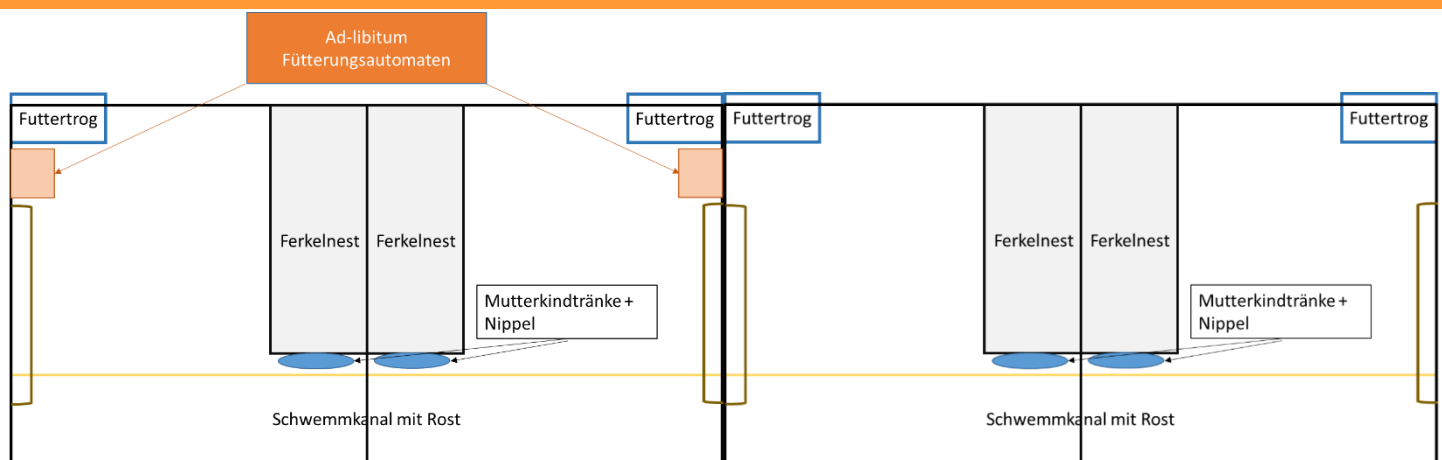 Ad-libitum
Fütterungsautomaten
Futtertrog
Futtertrog
Futtertrog
Futtertrog
Ferkelnest
Ferkelnest
Ferkelnest
Ferkelnest
Mutterkindtränke +
Nippel
Mutterkindtränke +
Nippel
Schwemmkanal mit Rost
Schwemmkanal mit Rost